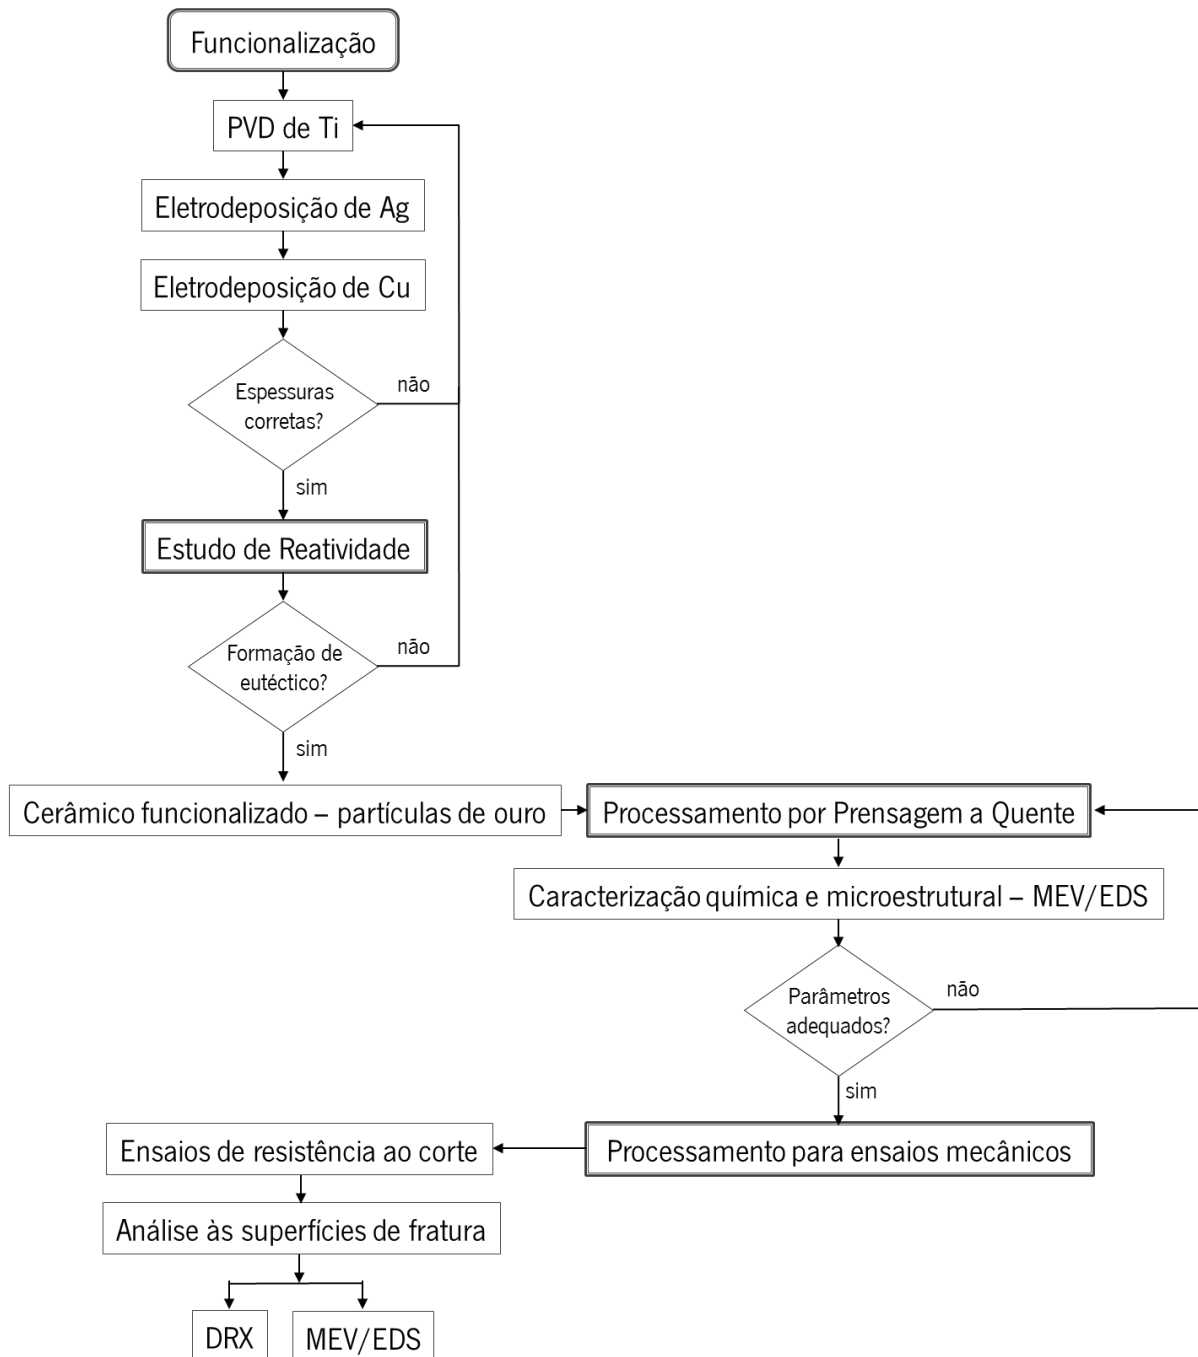 Funcionalização
PVD de Ti
Eletrodeposição de Ag
Eletrodeposição de Cu
Espessuras
corretas?
não
sim
Estudo de Reatividade
Formação de
eutéctico?
não
sim
Cerâmico funcionalizado – partículas de ouro
Processamento por Prensagem a Quente
Caracterização química e microestrutural – MEV/EDS
Parâmetros
adequados?
não
sim
Processamento para ensaios mecânicos
Ensaios de resistência ao corte
Análise às superfícies de fratura
DRX
MEV/EDS